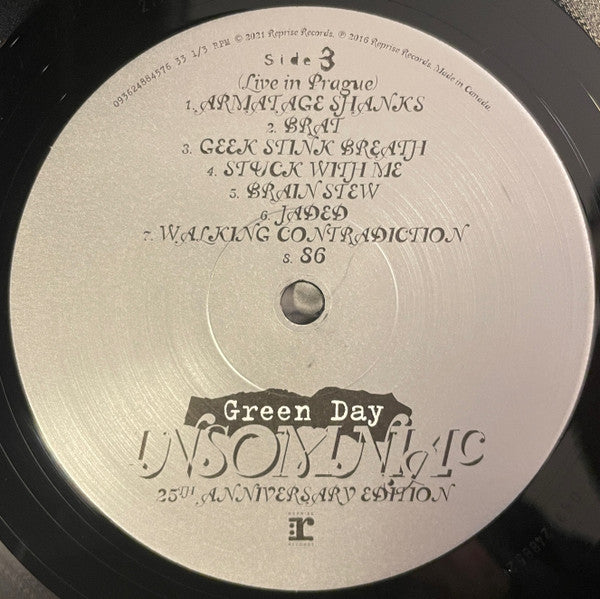 093624884576 33 1/3 RPM © 2021 Reprise Records, ℗ 2016 Reprise Records. Made in Canada
Side 3
(Live in Prague)
1. ARMATAGE SHANKS
2. BRAT
3. GEEK STINK BREATH
4. STUCK WITH ME
5. BRAIN STEW
6. JADED
7. WALKING CONTRADICTION
8. 86
Green Day
INSOMNIAC
25TH ANNIVERSARY EDITION
REPRISE
r
RECORDS